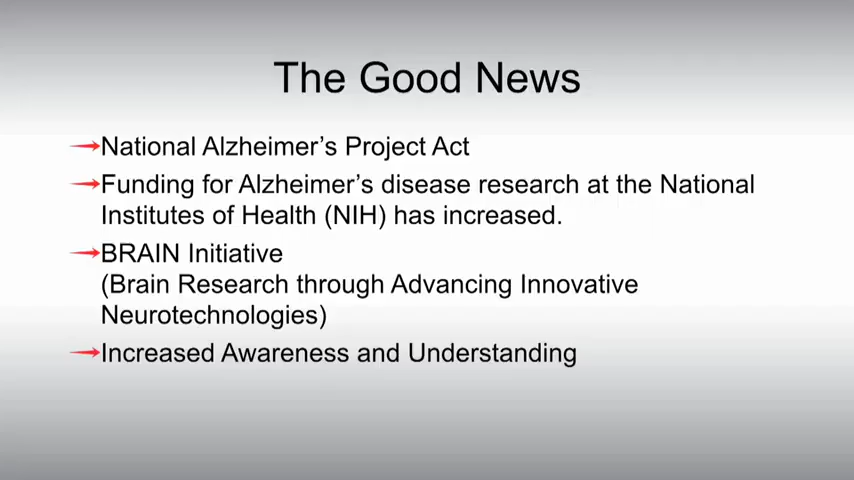 The Good News
National Alzheimer’s Project Act
Funding for Alzheimer’s disease research at the National
Institutes of Health (NIH) has increased.
BRAIN Initiative
(Brain Research through Advancing Innovative
Neurotechnologies)
Increased Awareness and Understanding